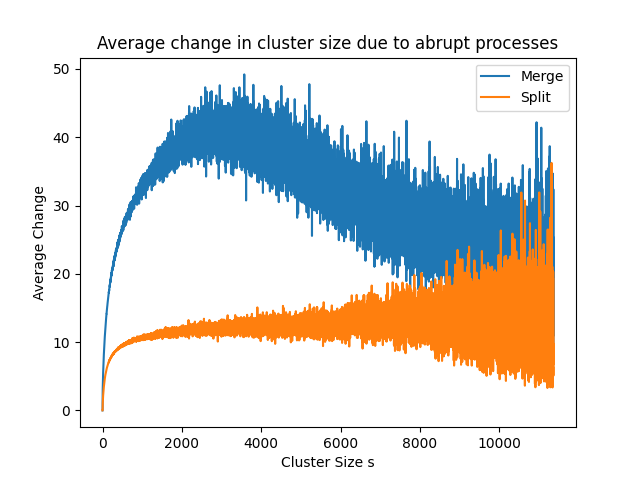 Average change in cluster size due to abrupt processes
Merge
Split
50
40
30
20
10
0
Average Change
0 2000 4000 6000 8000 10000
Cluster Size s